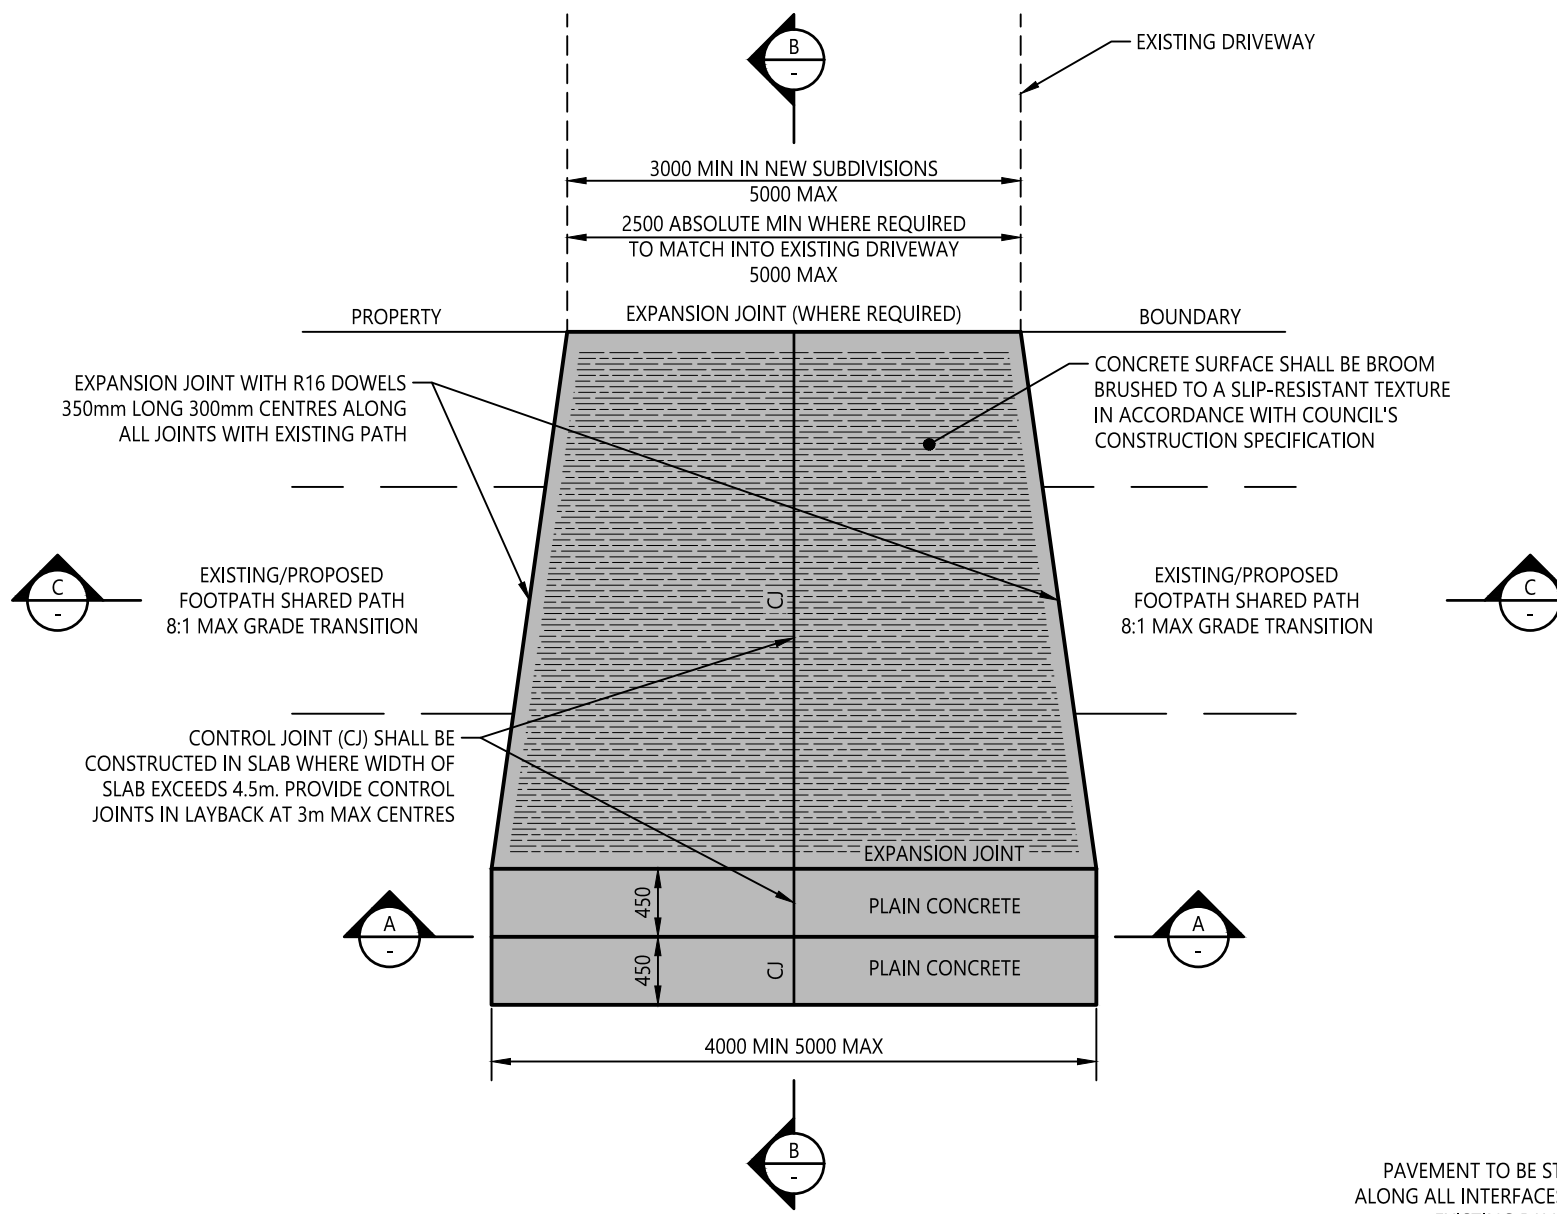 B
-
EXISTING DRIVEWAY
3000 MIN IN NEW SUBDIVISIONS
5000 MAX
2500 ABSOLUTE MIN WHERE REQUIRED
TO MATCH INTO EXISTING DRIVEWAY
5000 MAX
PROPERTY
EXPANSION JOINT (WHERE REQUIRED)
BOUNDARY
EXPANSION JOINT WITH R16 DOWELS
350mm LONG 300mm CENTRES ALONG
ALL JOINTS WITH EXISTING PATH
CONCRETE SURFACE SHALL BE BROOM
BRUSHED TO A SLIP-RESISTANT TEXTURE
IN ACCORDANCE WITH COUNCIL'S
CONSTRUCTION SPECIFICATION
C
-
EXISTING/PROPOSED
FOOTPATH SHARED PATH
8:1 MAX GRADE TRANSITION
CJ
EXISTING/PROPOSED
FOOTPATH SHARED PATH
8:1 MAX GRADE TRANSITION
C
-
CONTROL JOINT (CJ) SHALL BE
CONSTRUCTED IN SLAB WHERE WIDTH OF
SLAB EXCEEDS 4.5m. PROVIDE CONTROL
JOINTS IN LAYBACK AT 3m MAX CENTRES
EXPANSION JOINT
450
PLAIN CONCRETE
A
-
A
-
450
CJ
PLAIN CONCRETE
4000 MIN 5000 MAX
B
-
PAVEMENT TO BE
ALONG ALL